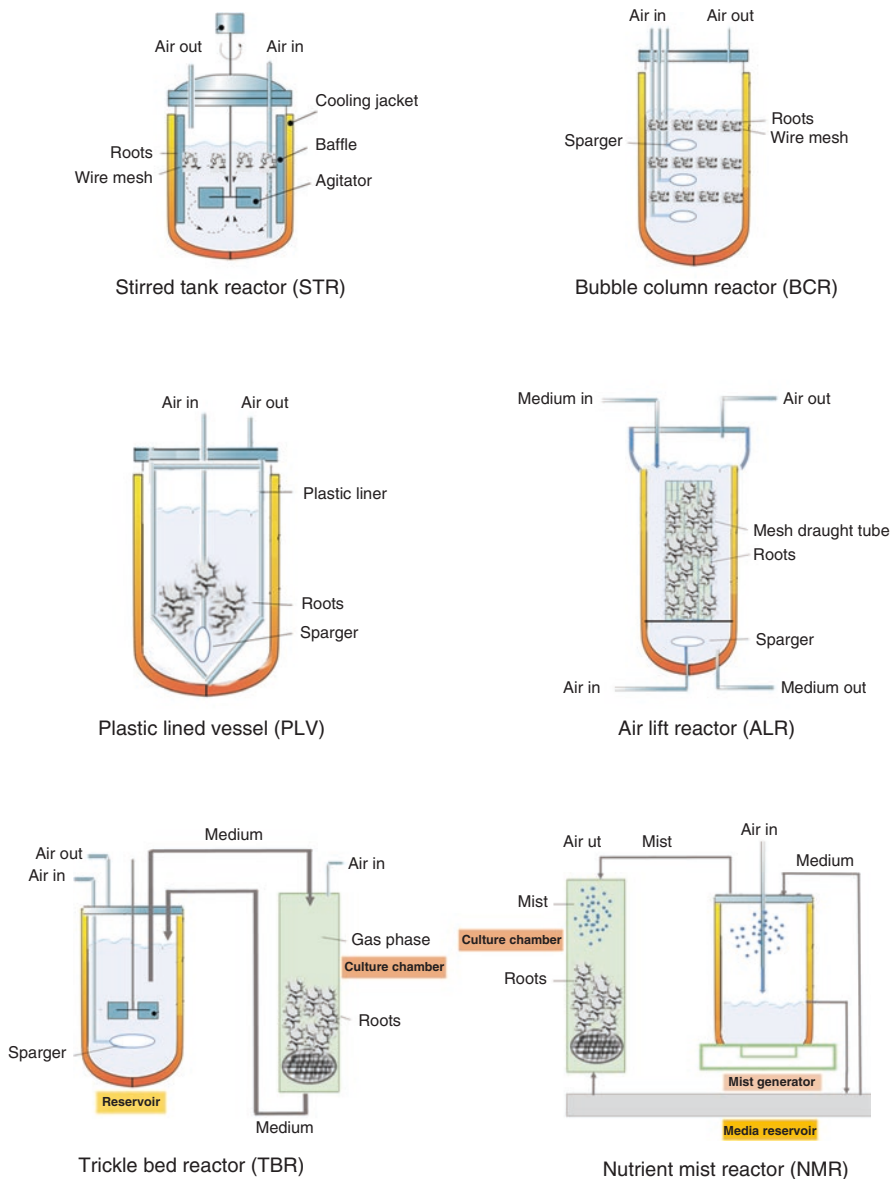 Air out
Air in
Cooling jacket
Roots
Baffle
Wire mesh
Agitator
Stirred tank reactor (STR)
Air in
Air out
Roots
Sparger
Wire mesh
Bubble column reactor (BCR)
Air in
Air out
Plastic liner
Roots
Sparger
Plastic lined vessel (PLV)
Medium in
Air out
Mesh draught tube
Roots
Sparger
Air in
Medium out
Air lift reactor (ALR)
Medium
Air out
Air in
Air in
Gas phase
Culture chamber
Roots
Sparger
Reservoir
Medium
Trickle bed reactor (TBR)
Air in
Air ut
Mist
Medium
Mist
Culture chamber
Roots
Mist generator
Media reservoir
Nutrient mist reactor (NMR)